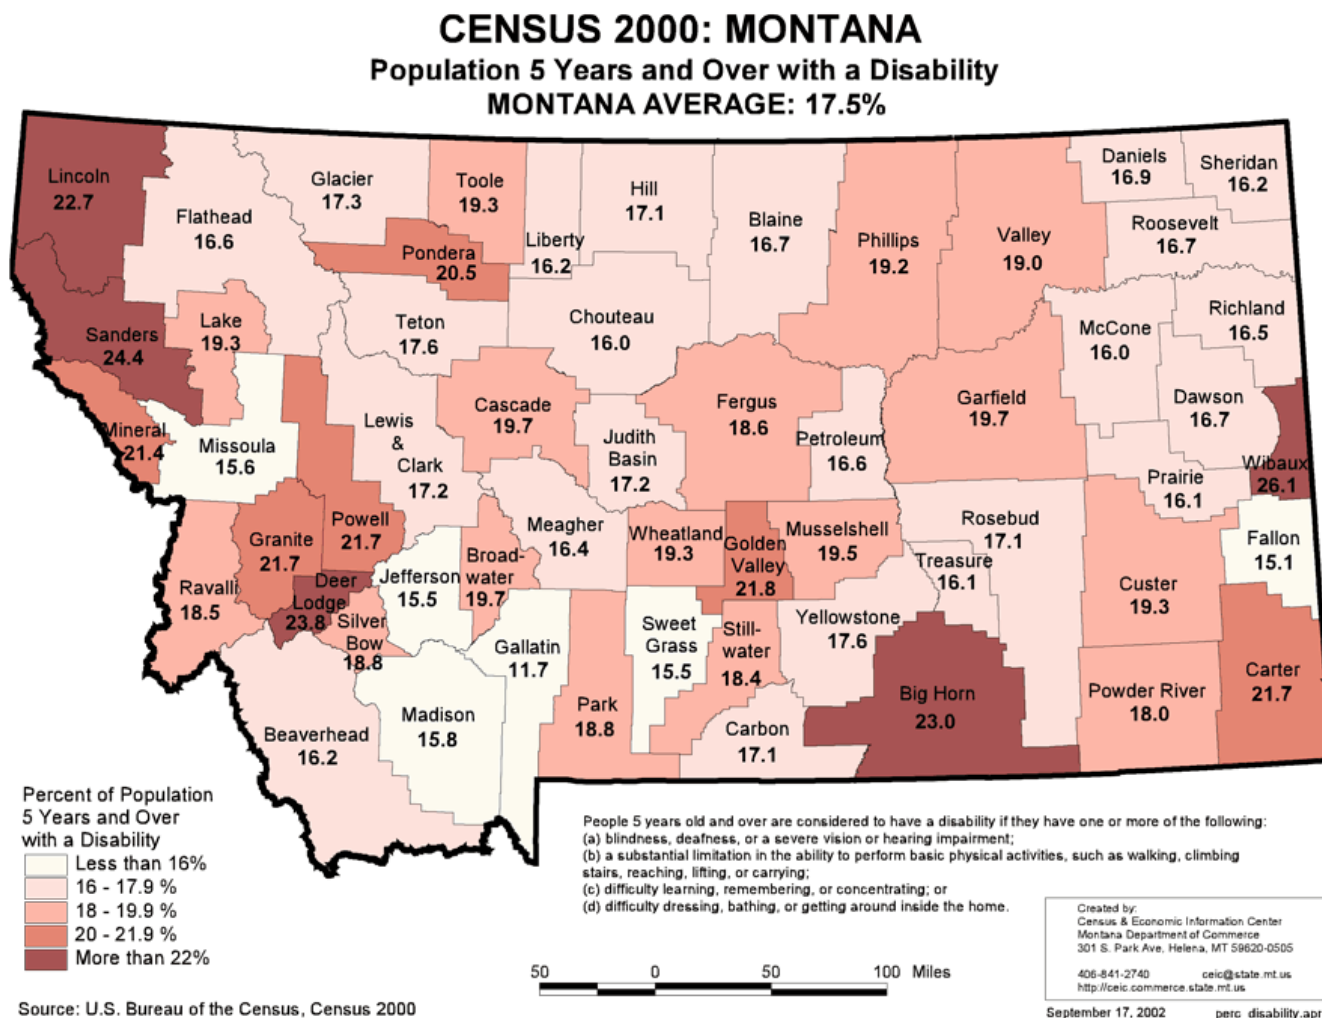 CENSUS 2000: MONTANA
Population 5 Years and Over with a Disability
MONTANA AVERAGE: 17.5%
Lincoln
22.7
Flathead
16.6
Glacier
17.3
Toole
19.3
Pondera
20.5
Liberty
16.2
Hill
17.1
Blaine
16.7
Phillips
19.2
Valley
19.0
Daniels
16.9
Sheridan
16.2
Roosevelt
16.7
Sanders
24.4
Lake
19.3
Teton
17.6
Chouteau
16.0
McCone
16.0
Richland
16.5
Mineral
21.4
Missoula
15.6
Lewis
&
Clark
17.2
Cascade
19.7
Judith
Basin
17.2
Fergus
18.6
Petroleum
16.6
Garfield
19.7
Dawson
16.7
Prairie
16.1
Wibaux
26.1
Granite
21.7
Powell
21.7
Meagher
16.4
Wheatland
19.3
Golden
Valley
21.8
Musselshell
19.5
Rosebud
17.1
Treasure
16.1
Fallon
15.1
Ravalli
18.5
Deer
Lodge
23.8
Jefferson
15.5
Broad-
water
19.7
Custer
19.3
Silver
Bow
18.8
Gallatin
11.7
Sweet
Grass
15.5
Still-
water
18.4
Yellowstone
17.6
Beaverhead
16.2
Madison
15.8
Park
18.8
Carbon
17.1
Big Horn
23.0
Powder River
18.0
Carter
21.7
Percent of Population
5 Years and Over
with a Disability
Less than 16%
16 - 17.9 %
18 - 19.9 %
20 - 21.9 %
More than 22%
People 5 years old and over are considered to have a disability if they have one or more of the following:
(a) blindness, deafness, or a severe vision or hearing impairment;
(b) a substantial limitation in the ability to perform basic physical activities, such as walking, climbing
stairs, reaching, lifting, or carrying;
(c) difficulty learning, remembering, or concentrating; or
(d) difficulty dressing, bathing, or getting around inside the home.
50 0 50 100 Miles
Created by:
Census & Economic Information Center
Montana Department of Commerce
301 S. Park Ave, Helena, MT 59620-0505
406-841-2740 ceic@state.mt.us
http://ceic.commerce.state.mt.us
Source: U.S. Bureau of the Census, Census 2000
September 17, 2002 perc_disability.apr